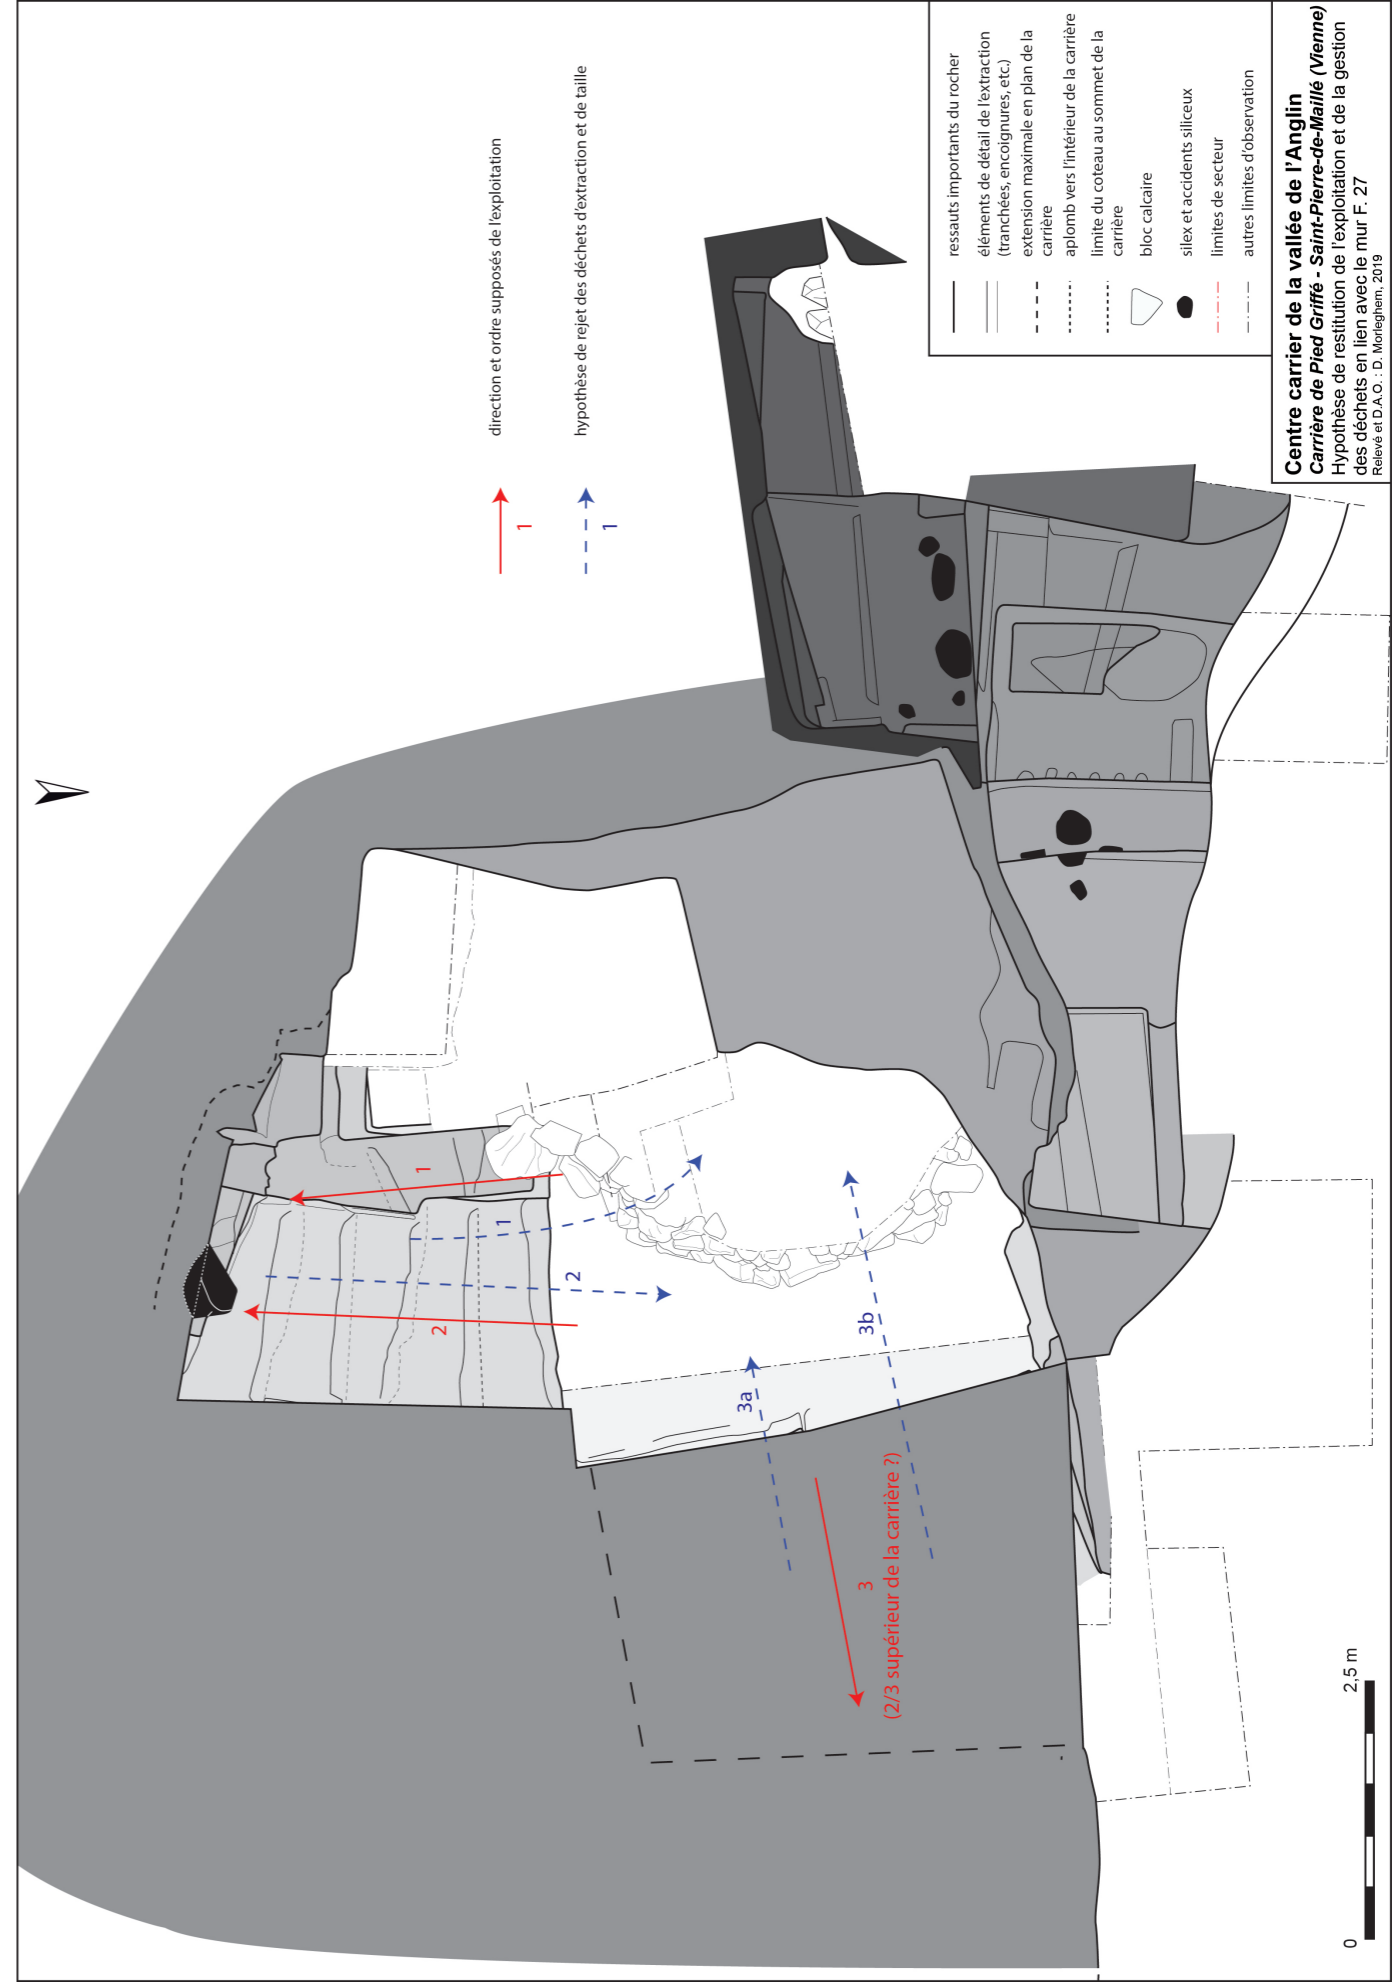 direction et ordre supposés de l'exploitation
1
hypothèse de rejet des déchets d'extraction et de taille
1
1
2
1
2
3a
3b
3
(2/3 supérieur de la carrière ?)
ressauts importants du rocher
éléments de détail de l'extraction
(tranchées, encoignures, etc.)
extension maximale en plan de la
carrière
aplomb vers l'intérieur de la carrière
limite du coteau au sommet de la
carrière
bloc calcaire
silex et accidents siliceux
limites de secteur
autres limites d'observation
Centre carrier de la vallée de l'Anglin
Carrière de Pied Griffé - Saint-Pierre-de-Maillé (Vienne)
Hypothèse de restitution de l'exploitation et de la gestion
des déchets en lien avec le mur F. 27
Relevé et D.A.O. : D. Morleghem, 2019
0
2,5 m